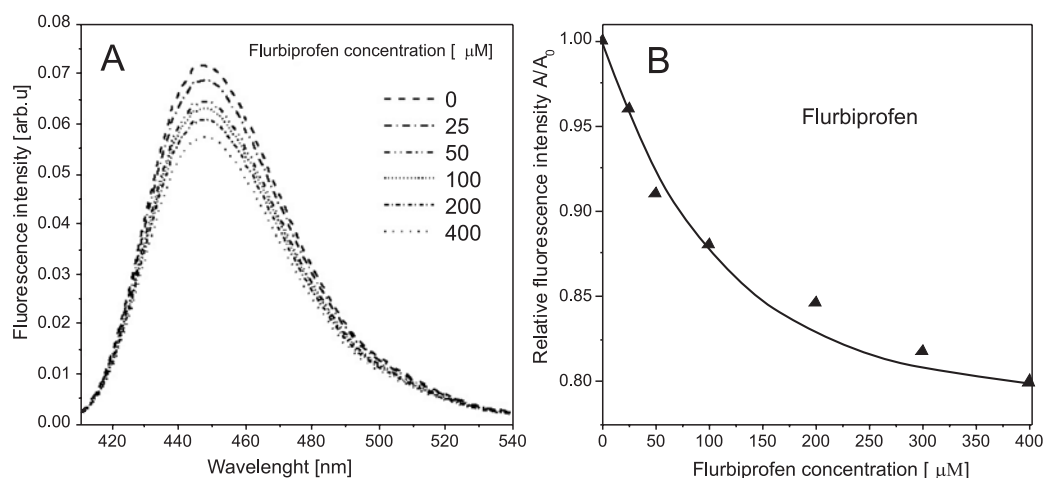 A
Flurbiprofen concentration [ μM]
0
25
50
100
200
400
Fluorescence intensity [arb.u]
0.08
0.07
0.06
0.05
0.04
0.03
0.02
0.01
0.00
420 440 460 480 500 520 540
Wavelenght [nm]
B
Flurbiprofen
Relative fluorescence intensity A/A₀
1.00
0.95
0.90
0.85
0.80
0 50 100 150 200 250 300 350 400
Flurbiprofen concentration [ μM]